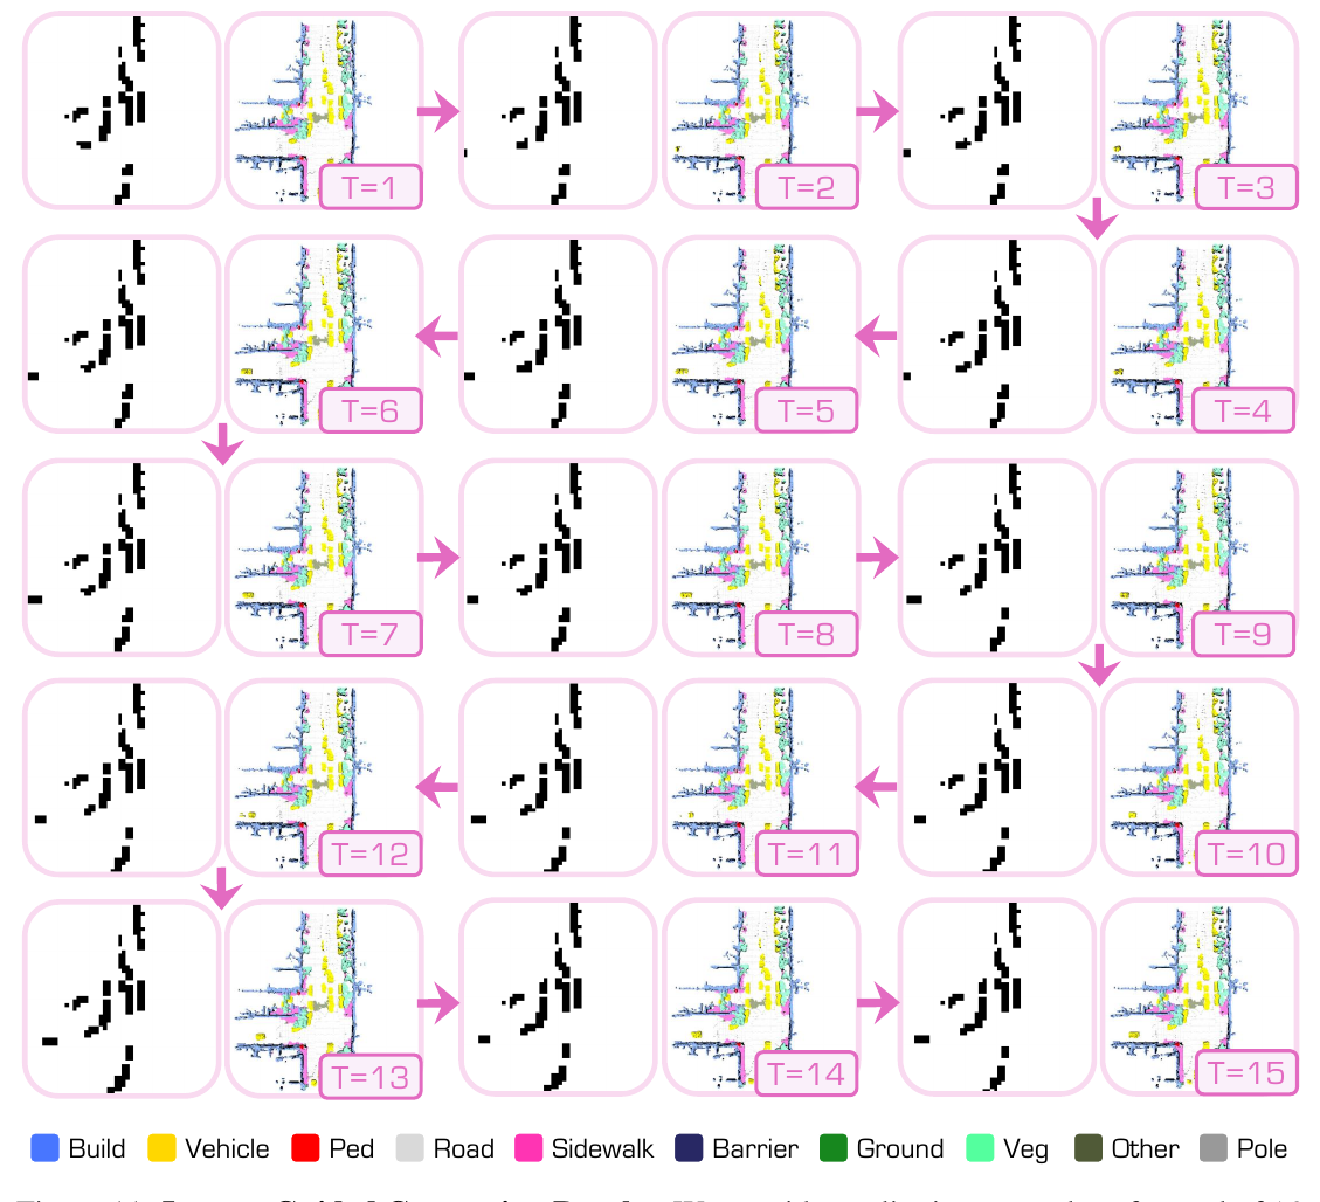 T=1
T=2
T=3
T=6
T=5
T=4
T=7
T=8
T=9
T=12
T=11
T=10
T=13
T=14
T=15
Build Vehicle Ped Road Sidewalk Barrier Ground Veg Other Pole